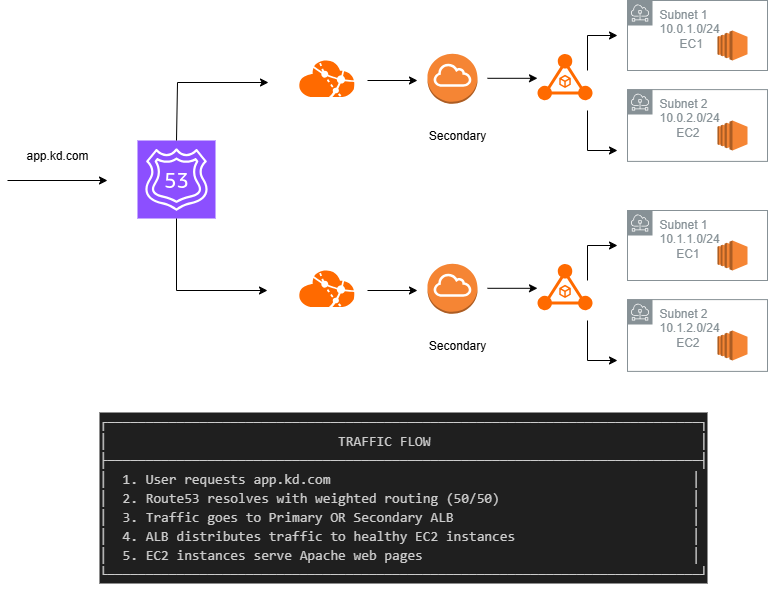 Subnet 1
10.0.1.0/24
EC1
Subnet 2
10.0.2.0/24
EC2
Secondary
app.kd.com
53
Subnet 1
10.1.1.0/24
EC1
Subnet 2
10.1.2.0/24
EC2
Secondary
TRAFFIC FLOW
1. User requests app.kd.com
2. Route53 resolves with weighted routing (50/50)
3. Traffic goes to Primary OR Secondary ALB
4. ALB distributes traffic to healthy EC2 instances
5. EC2 instances serve Apache web pages